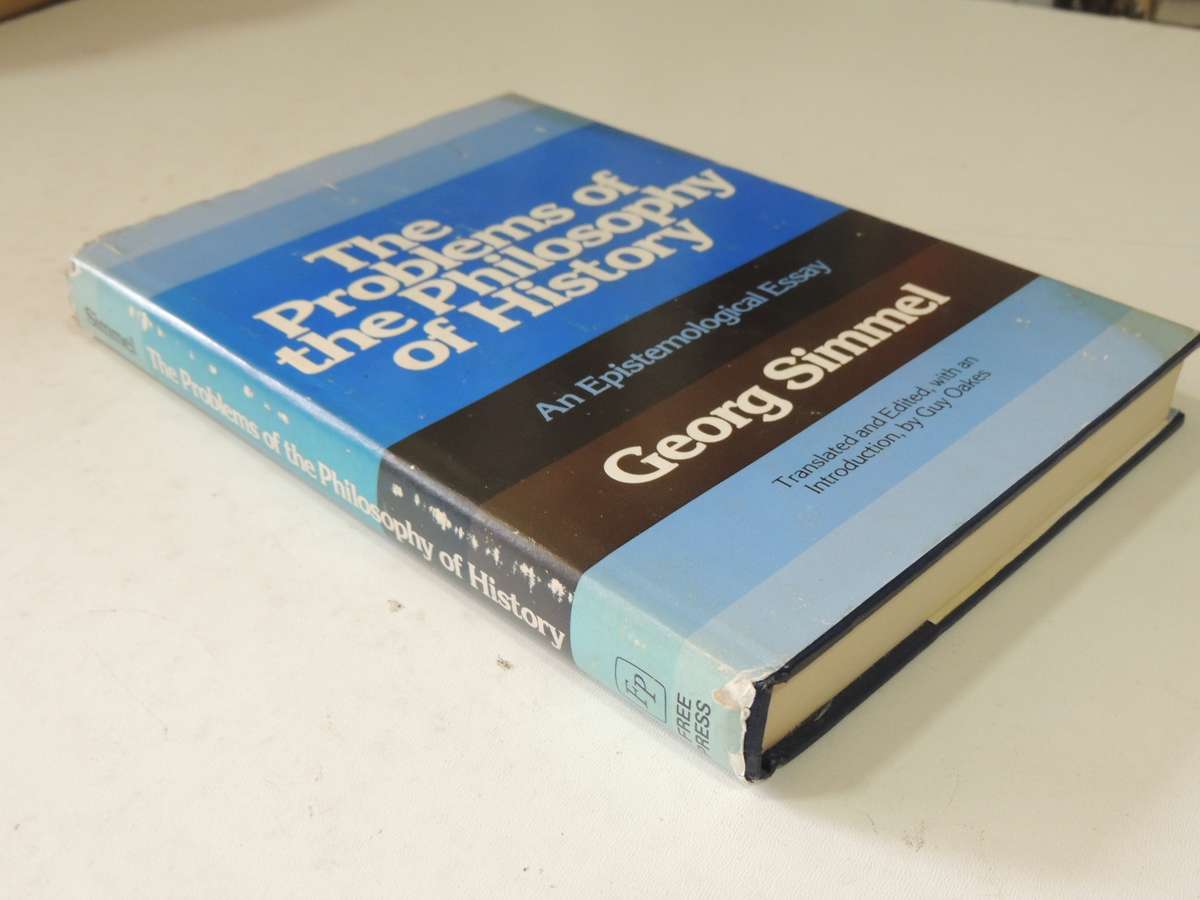 The
Problems of
the Philosophy
of History
An Epistemological Essay
Georg Simmel
Translated and Edited, with an
Introduction, by Guy Oakes
Simmel
The Problems of the Philosophy of History
FP
FREE
PRESS